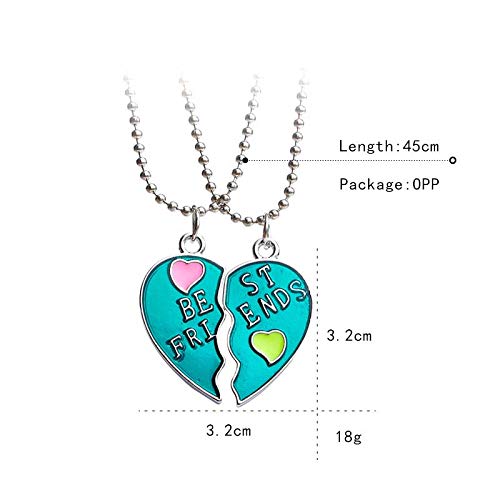 Length:45cm
Package:OPP
BE ST
FRI ENDS
3.2cm
3.2cm
18g